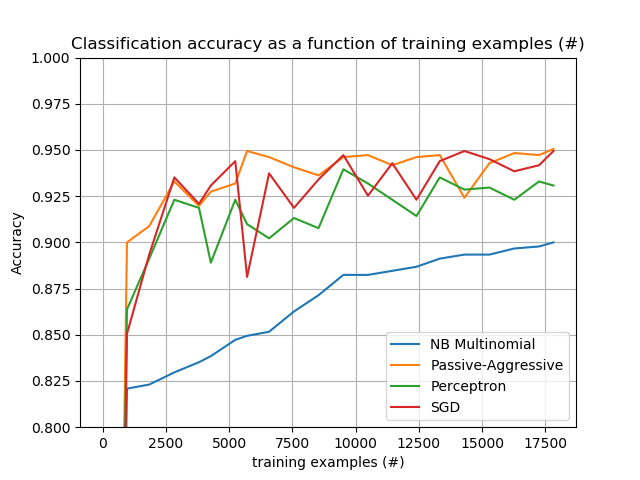 Classification accuracy as a function of training examples (#)
1.000
0.975
0.950
0.925
0.900
0.875
0.850
0.825
0.800
Accuracy
NB Multinomial
Passive-Aggressive
Perceptron
SGD
0 2500 5000 7500 10000 12500 15000 17500
training examples (#)